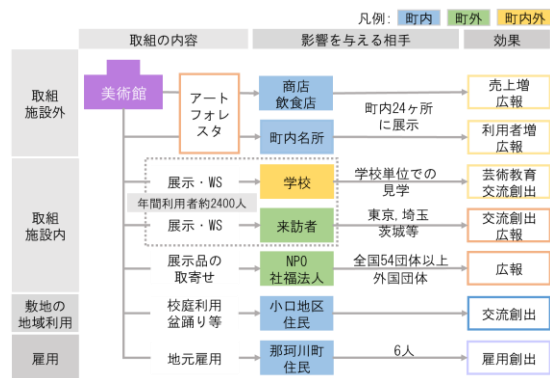 凡例: 町内 町外 町内外
取組の内容 影響を与える相手 効果
取組
施設外
美術館
アート
フォレ
スタ
商店
飲食店
町内24ヶ所
に展示
売上増
広報
町内名所
利用者増
広報
取組
施設内
展示・WS
学校
学校単位での
見学
芸術教育
交流創出
年間利用者約2400人
展示・WS
来訪者
東京, 埼玉
茨城等
交流創出
広報
展示品の
取寄せ
NPO
社福法人
全国54団体以上
外国団体
広報
敷地の
地域利用
校庭利用
盆踊り等
小口地区
住民
交流創出
雇用
地元雇用
那珂川町
住民
6人
雇用創出